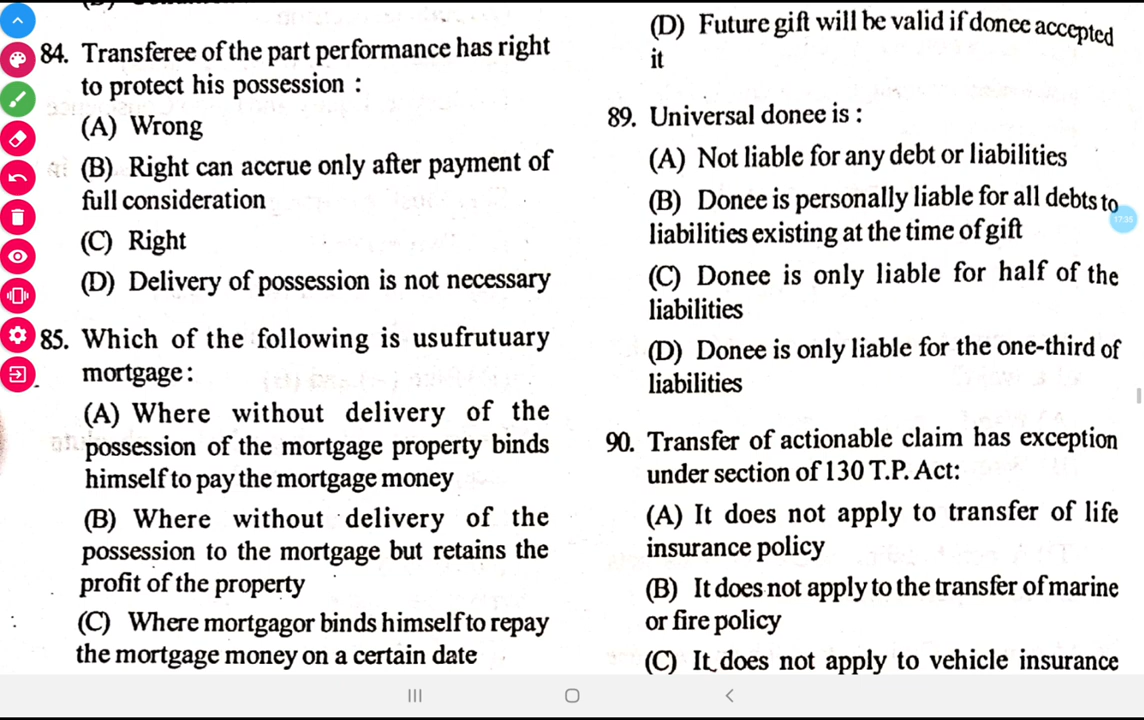 84. Transferee of the part performance has right
to protect his possession :
(A) Wrong
(B) Right can accrue only after payment of
full consideration
(C) Right
(D) Delivery of possession is not necessary
85. Which of the following is usufrutuary
mortgage:
(A) Where without delivery of the
possession of the mortgage property binds
himself to pay the mortgage money
(B) Where without delivery of the
possession to the mortgage but retains the
profit of the property
(C) Where mortgagor binds himself to repay
the mortgage money on a certain date
(D) Future gift will be valid if donee accepted
it
89. Universal donee is :
(A) Not liable for any debt or liabilities
(B) Donee is personally liable for all debts to
liabilities existing at the time of gift
(C) Donee is only liable for half of the
liabilities
(D) Donee is only liable for the one-third of
liabilities
90. Transfer of actionable claim has exception
under section of 130 T.P. Act:
(A) It does not apply to transfer of life
insurance policy
(B) It does not apply to the transfer of marine
or fire policy
(C) It does not apply to vehicle insurance
17:35